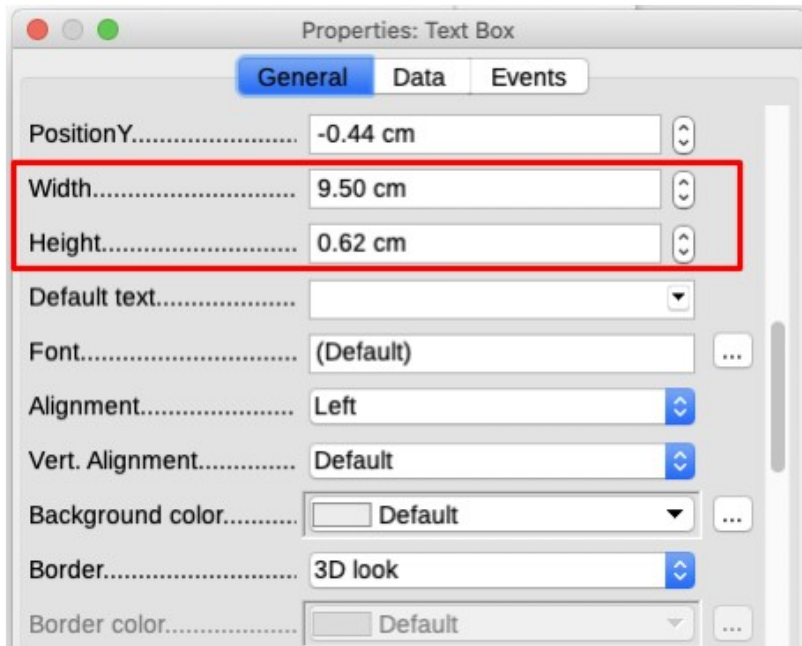 Properties: Text Box
General Data Events
PositionY........................ -0.44 cm
Width............................ 9.50 cm
Height........................... 0.62 cm
Default text....................
Font............................. (Default) ...
Alignment...................... Left
Vert. Alignment.............. Default
Background color........... Default ...
Border........................... 3D look
Border color................... Default ...